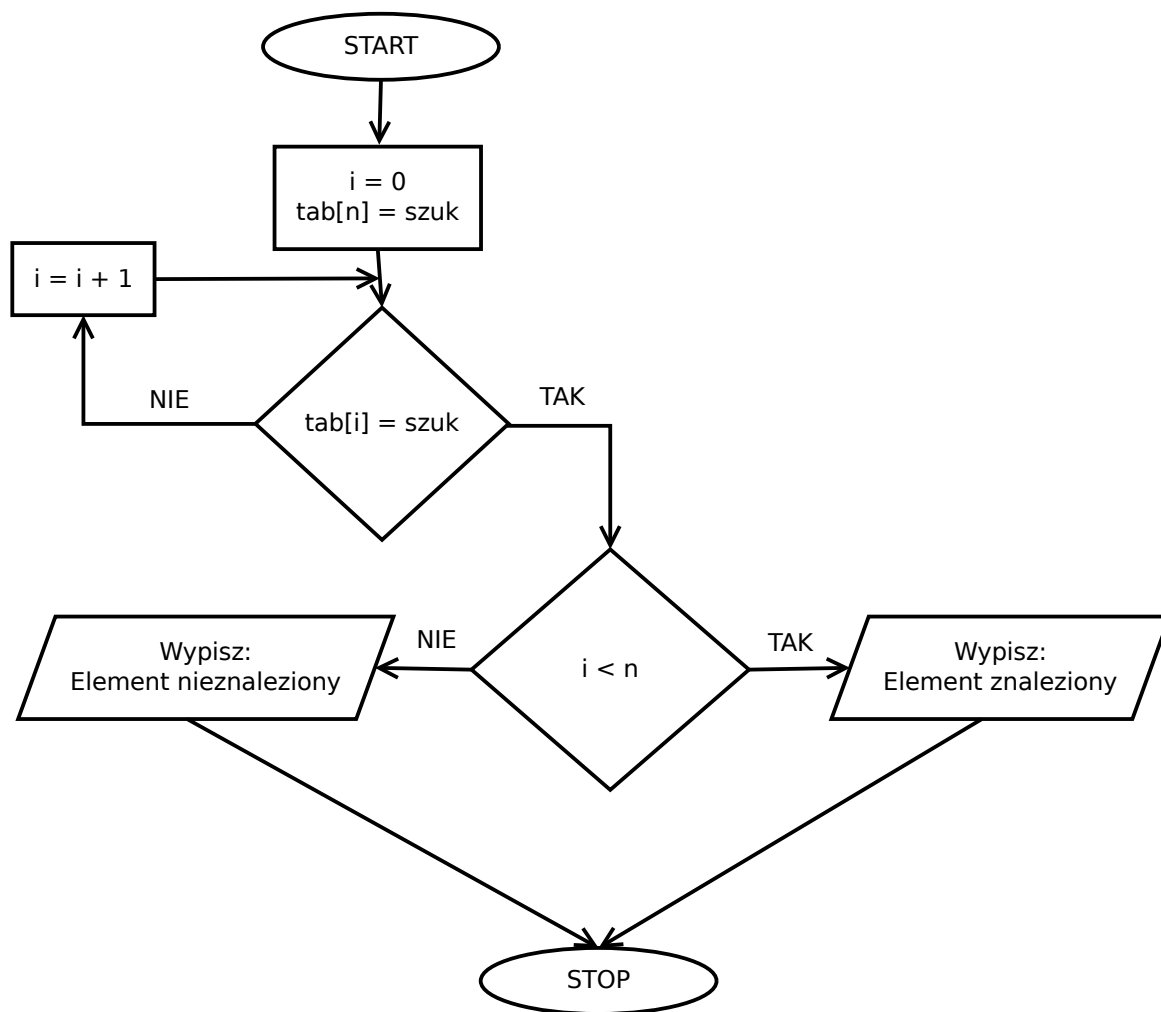 START
i = 0
tab[n] = szuk
i = i + 1
NIE
tab[i] = szuk
TAK
NIE
i < n
TAK
Wypisz:
Element nieznaleziony
Wypisz:
Element znaleziony
STOP